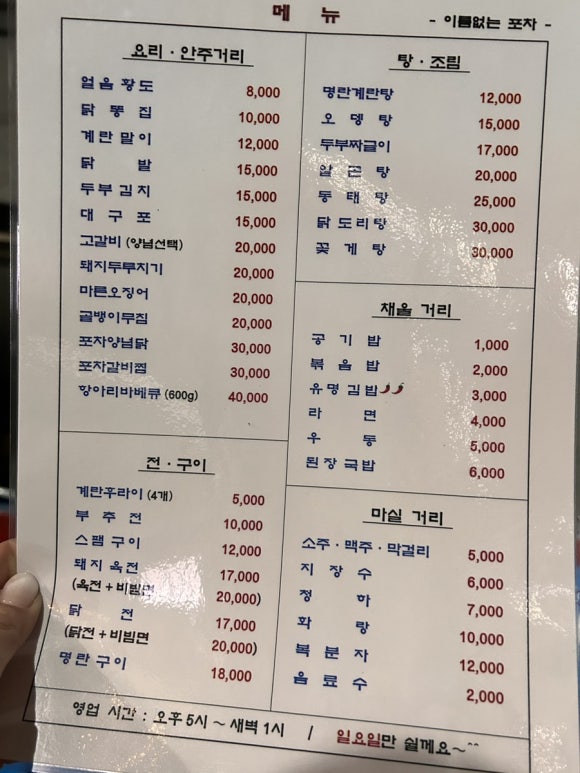 메 뉴
- 이름없는 포차 -
요리 · 안주거리
얼음 황도 8,000
닭 똥 집 10,000
계란 말이 12,000
닭 발 15,000
두부 김치 15,000
대 구 포 15,000
고갈비 (양념선택) 20,000
돼지두루치기 20,000
마른오징어 20,000
골뱅이무침 20,000
포차양념닭 30,000
포차갈비찜 30,000
항아리바베큐 (600g) 40,000
전 · 구이
계란후라이 (4개) 5,000
부 추 전 10,000
스팸 구이 12,000
돼지 육전 17,000
(육전 + 비빔면 20,000)
닭 전 17,000
(닭전 + 비빔면 20,000)
명란 구이 18,000
탕 · 조림
명란계란탕 12,000
오 뎅 탕 15,000
두부짜글이 17,000
알 곤 탕 20,000
동 태 탕 25,000
닭 도리 탕 30,000
꽃 게 탕 30,000
채울 거리
공 기 밥 1,000
볶 음 밥 2,000
유명 김밥 3,000
라 면 4,000
우 동 5,000
된장 국밥 6,000
마실 거리
소주 · 맥주 · 막걸리 5,000
지 장 수 6,000
청 하 7,000
화 랑 10,000
복 분 자 12,000
음 료 수 2,000
영업 시간 : 오후 5시 ~ 새벽 1시 / 일요일만 쉴께요~^^